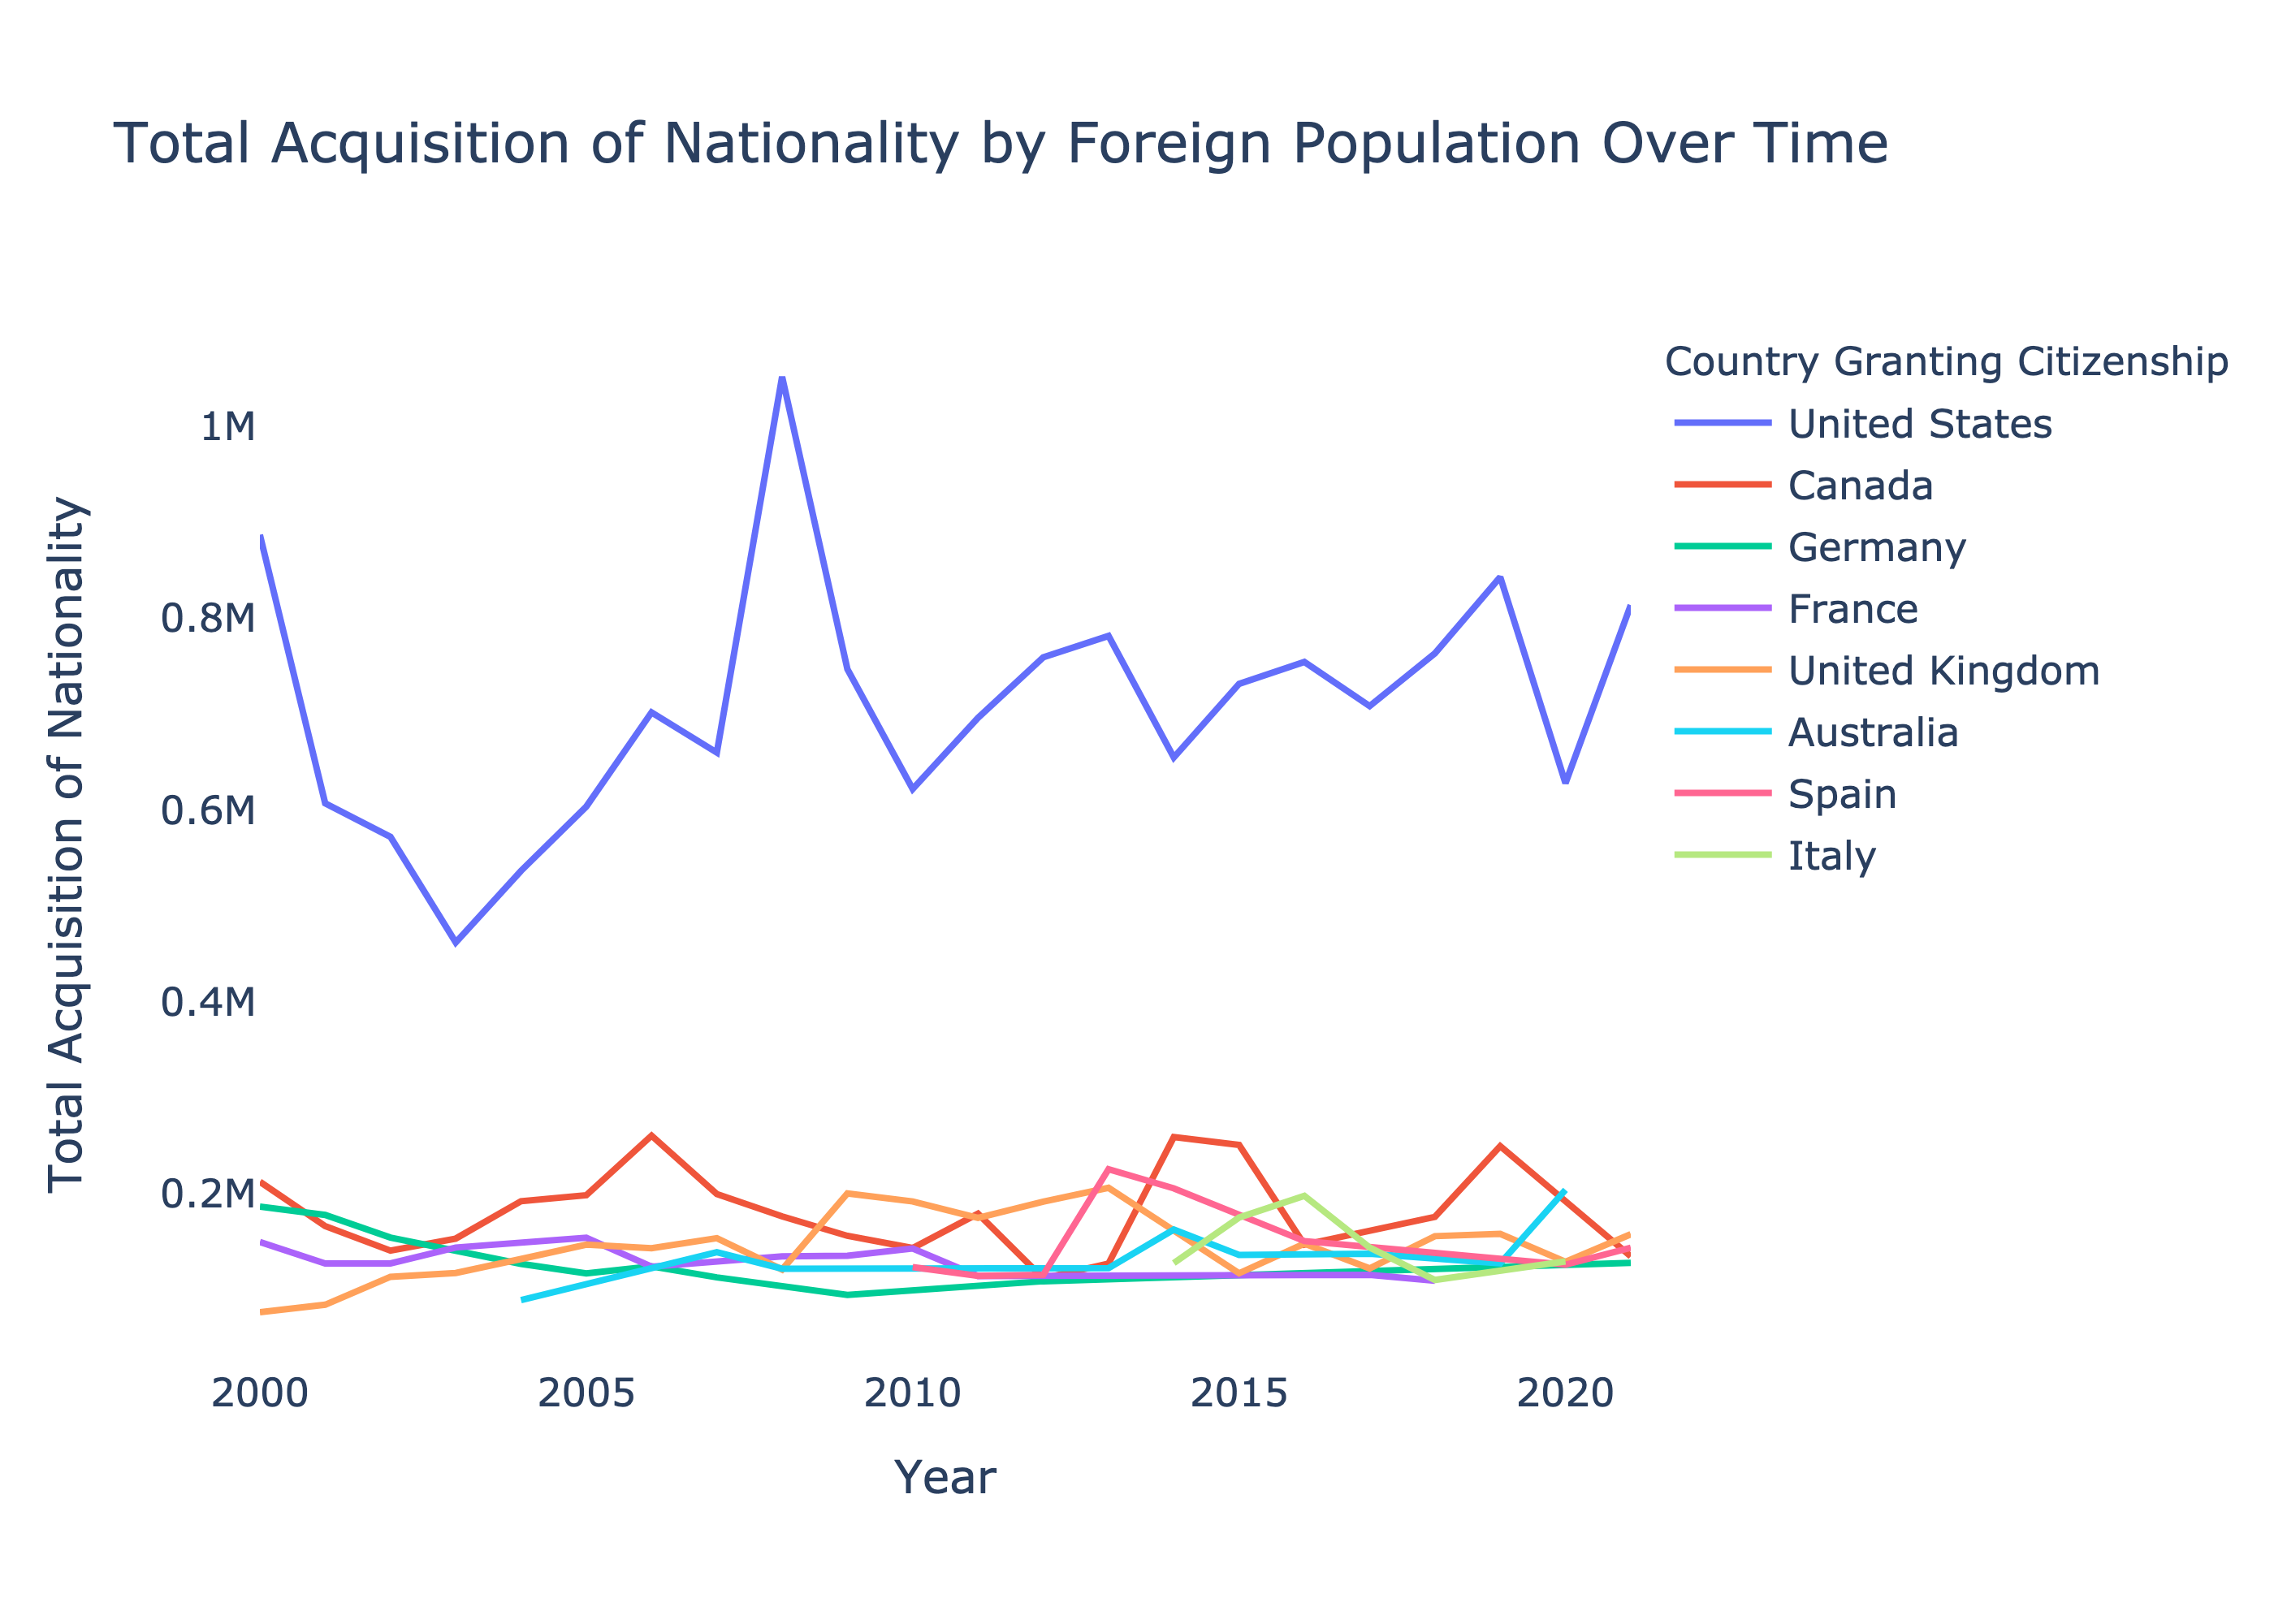 Total Acquisition of Nationality by Foreign Population Over Time
Country Granting Citizenship
United States
Canada
Germany
France
United Kingdom
Australia
Spain
Italy
Total Acquisition of Nationality
1M
0.8M
0.6M
0.4M
0.2M
2000 2005 2010 2015 2020
Year